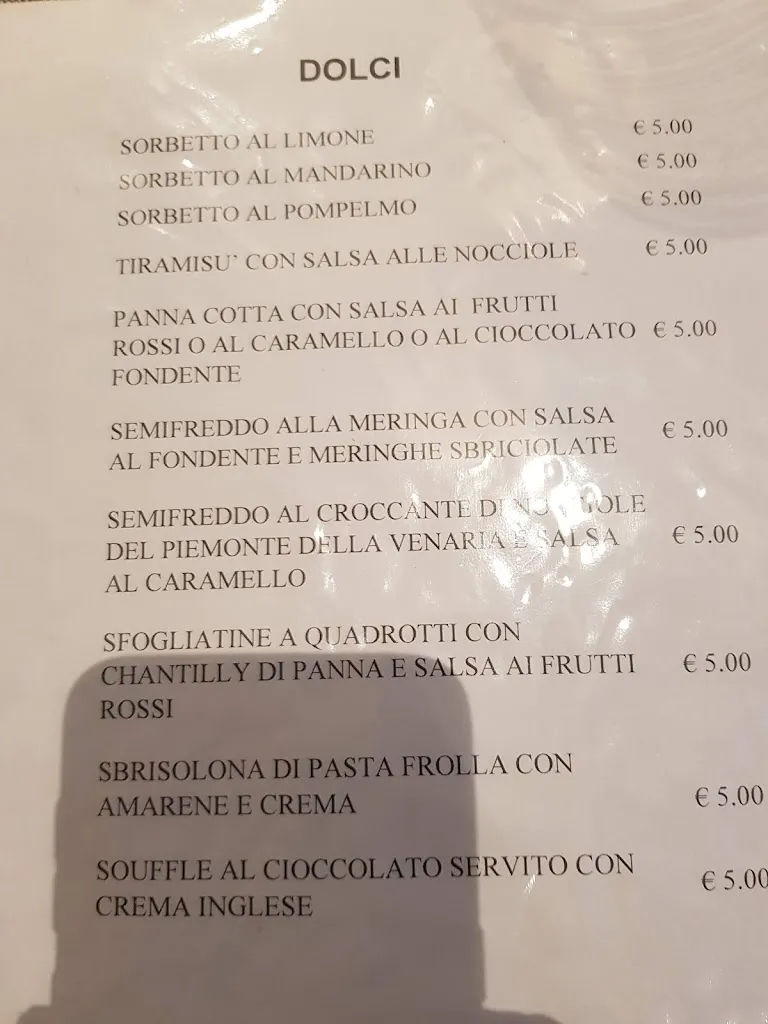 DOLCI
SORBETTO AL LIMONE € 5.00
SORBETTO AL MANDARINO € 5.00
SORBETTO AL POMPELMO € 5.00
TIRAMISU' CON SALSA ALLE NOCCIOLE € 5.00
PANNA COTTA CON SALSA AI FRUTTI
ROSSI O AL CARAMELLO O AL CIOCCOLATO € 5.00
FONDENTE
SEMIFREDDO ALLA MERINGA CON SALSA € 5.00
AL FONDENTE E MERINGHE SBRICIOLATE
SEMIFREDDO AL CROCCANTE DI
DEL PIEMONTE DELLA VENARIA E SALSA € 5.00
AL CARAMELLO
SFOGLIATINE A QUADROTTI CON
CHANTILLY DI PANNA E SALSA AI FRUTTI € 5.00
ROSSI
SBRISOLONA DI PASTA FROLLA CON
AMARENE E CREMA € 5.00
SOUFFLE AL CIOCCOLATO SERVITO CON € 5.00
CREMA INGLESE